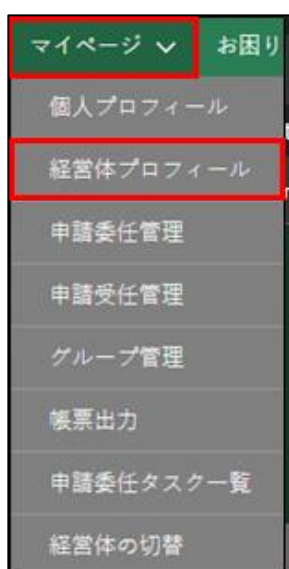 マイページ お困り
個人プロフィール
経営体プロフィール
申請委任管理
申請受任管理
グループ管理
帳票出力
申請委任タスク一覧
経営体の切替